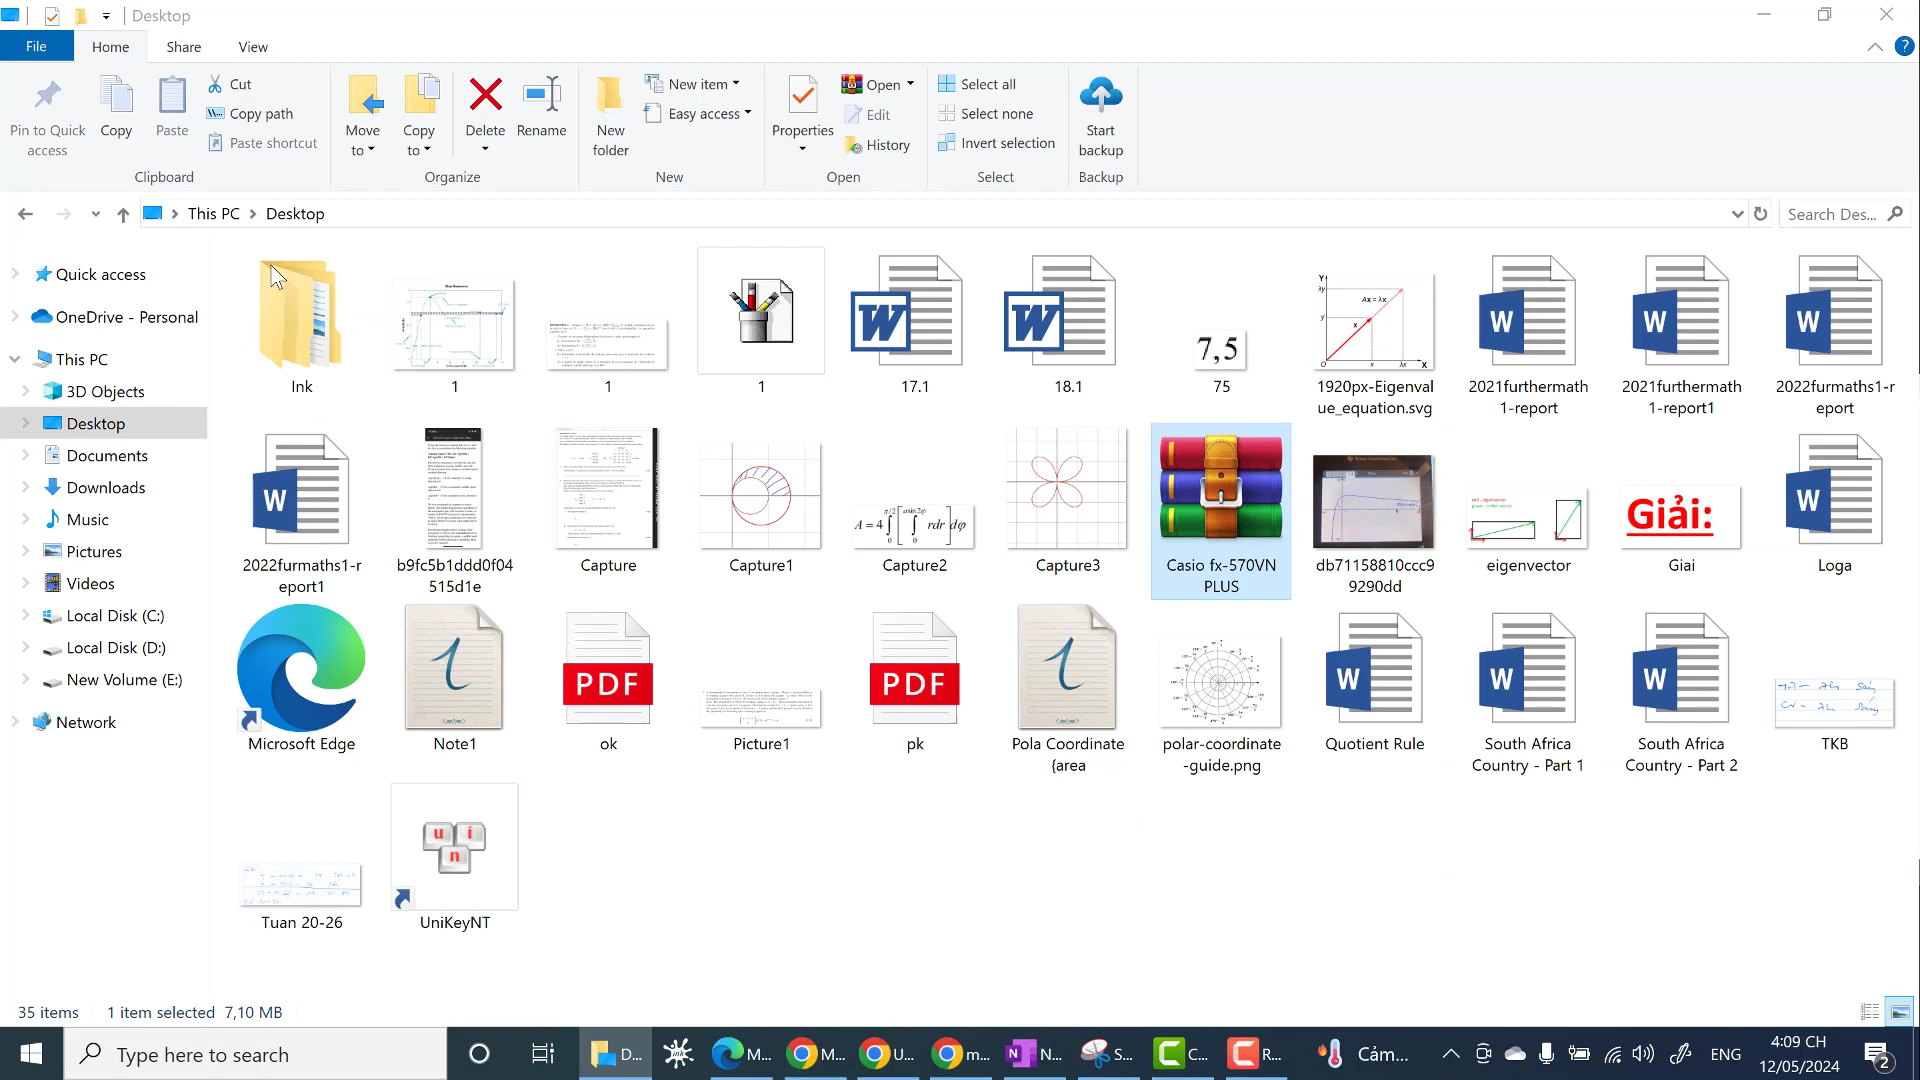 Desktop
File Home Share View
Pin to Quick access
Copy
Paste
Cut
Copy path
Paste shortcut
Clipboard
Move to
Copy to
Delete
Rename
Organize
New folder
New item
Easy access
New
Properties
Open
Edit
History
Open
Select all
Select none
Invert selection
Select
Start backup
Backup
This PC > Desktop
Search Des...
Quick access
OneDrive - Personal
This PC
3D Objects
Desktop
Documents
Downloads
Music
Pictures
Videos
Local Disk (C:)
Local Disk (D:)
New Volume (E:)
Network
Ink
1
1
1
17.1
18.1
7,5
75
Y
λy
Ax = λx
y
x
O x λx X
1920px-Eigenval
ue_equation.svg
2021furthermath
1-report
2021furthermath
1-report1
2022furmaths1-r
eport
2022furmaths1-r
eport1
b9fc5b1ddd0f04
515d1e
Capture
Capture1
Capture2
Capture3
Casio fx-570VN
PLUS
db71158810ccc9
9290dd
eigenvector
Giải:
Giai
Loga
Microsoft Edge
Note1
PDF
ok
Picture1
PDF
pk
Pola Coordinate
{area
polar-coordinate
-guide.png
Quotient Rule
South Africa
Country - Part 1
South Africa
Country - Part 2
TKB
Tuan 20-26
u i
n
UniKeyNT
35 items 1 item selected 7,10 MB
Type here to search
D... M... M... U... m... N... S... C... R... Cảm... ENG
4:09 CH
12/05/2024
2